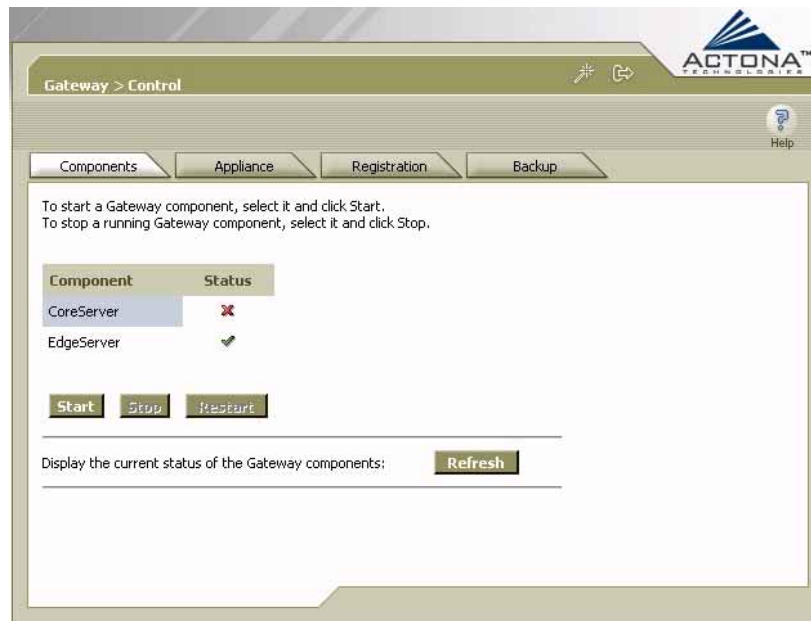 ACTONA™
TECHNOLOGIES
Gateway > Control
Help
Components
Appliance
Registration
Backup
To start a Gateway component, select it and click Start.
To stop a running Gateway component, select it and click Stop.
Component Status
CoreServer
EdgeServer
Start Stop Restart
Display the current status of the Gateway components: Refresh